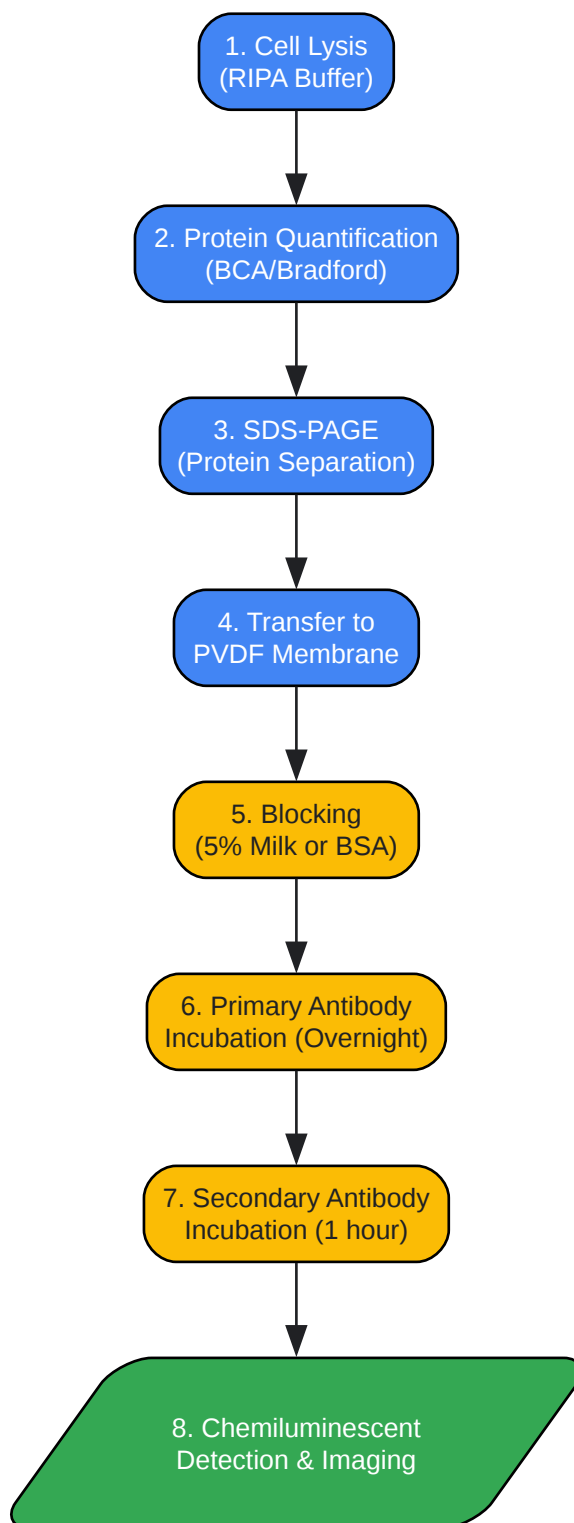 1. Cell Lysis
(RIPA Buffer)
2. Protein Quantification
(BCA/Bradford)
3. SDS-PAGE
(Protein Separation)
4. Transfer to
PVDF Membrane
5. Blocking
(5% Milk or BSA)
6. Primary Antibody
Incubation (Overnight)
7. Secondary Antibody
Incubation (1 hour)
8. Chemiluminescent
Detection & Imaging